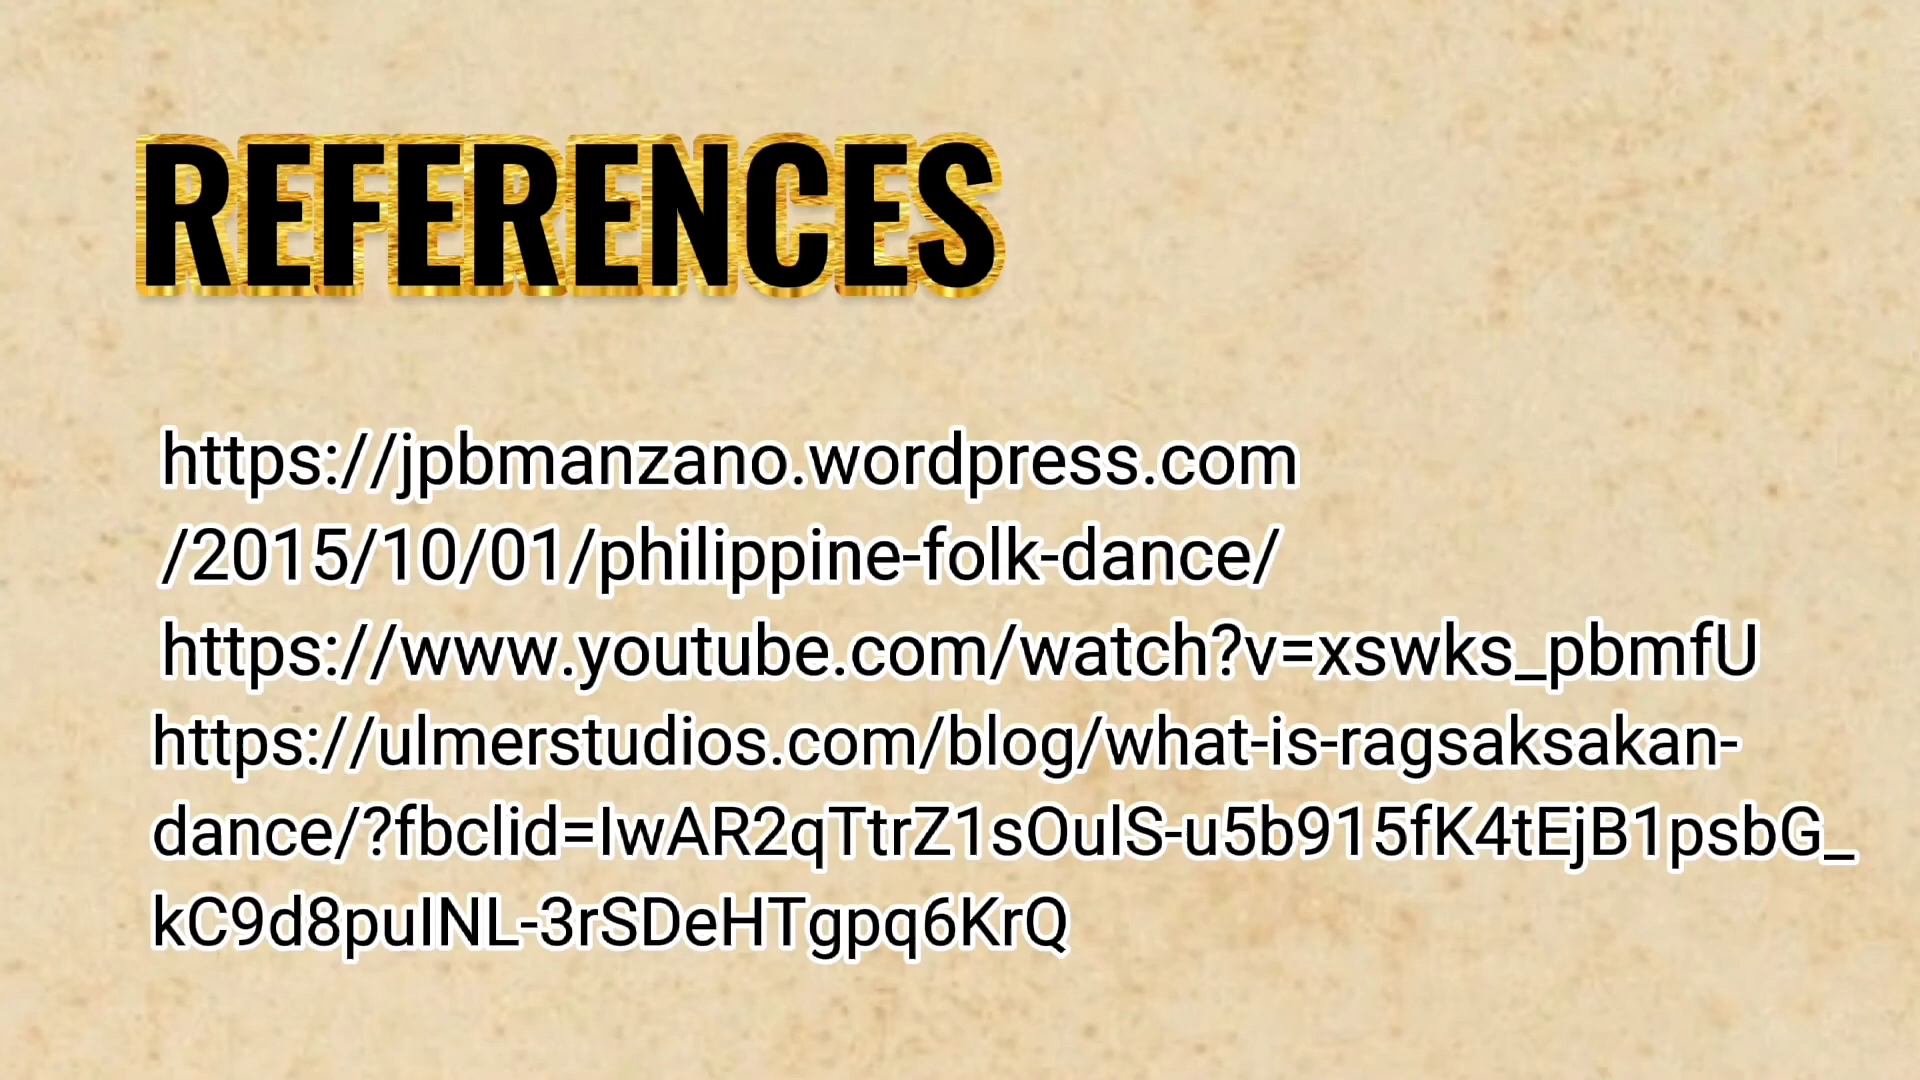 REFERENCES
https://jpbmanzano.wordpress.com
/2015/10/01/philippine-folk-dance/
https://www.youtube.com/watch?v=xswks_pbmfU
https://ulmerstudios.com/blog/what-is-ragsaksakan-
dance/?fbclid=IwAR2qTtrZ1sOulS-u5b915fK4tEjB1psbG_
kC9d8puINL-3rSDeHTgpq6KrQ